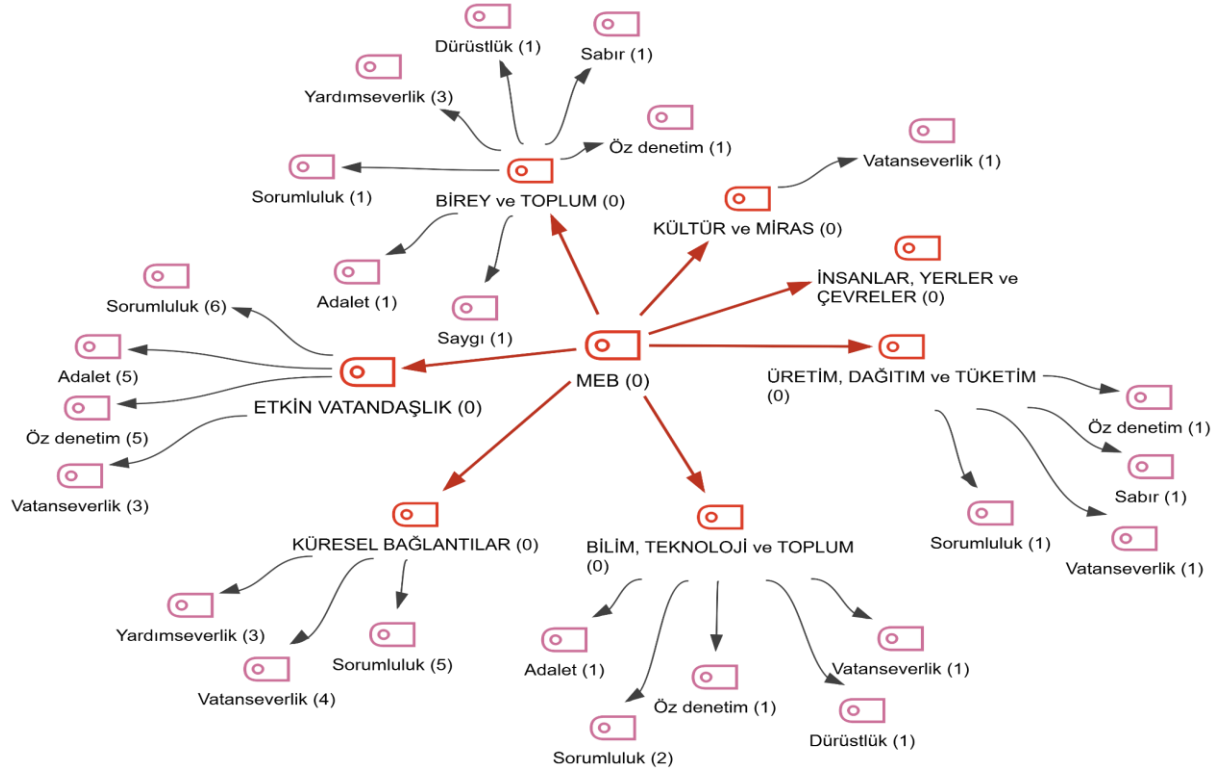 Dürüstlük (1)
Sabır (1)
Yardımseverlik (3)
Öz denetim (1)
Vatanseverlik (1)
Sorumluluk (1)
BİREY ve TOPLUM (0)
KÜLTÜR ve MİRAS (0)
Adalet (1)
Saygı (1)
İNSANLAR, YERLER ve
ÇEVRELER (0)
Sorumluluk (6)
Adalet (5)
Öz denetim (5)
Vatanseverlik (3)
ETKİN VATANDAŞLIK (0)
MEB (0)
ÜRETİM, DAĞITIM ve TÜKETİM
(0)
Öz denetim (1)
Sabır (1)
Sorumluluk (1)
Vatanseverlik (1)
KÜRESEL BAĞLANTILAR (0)
BİLİM, TEKNOLOJİ ve TOPLUM
(0)
Yardımseverlik (3)
Vatanseverlik (4)
Sorumluluk (5)
Adalet (1)
Sorumluluk (2)
Öz denetim (1)
Dürüstlük (1)
Vatanseverlik (1)